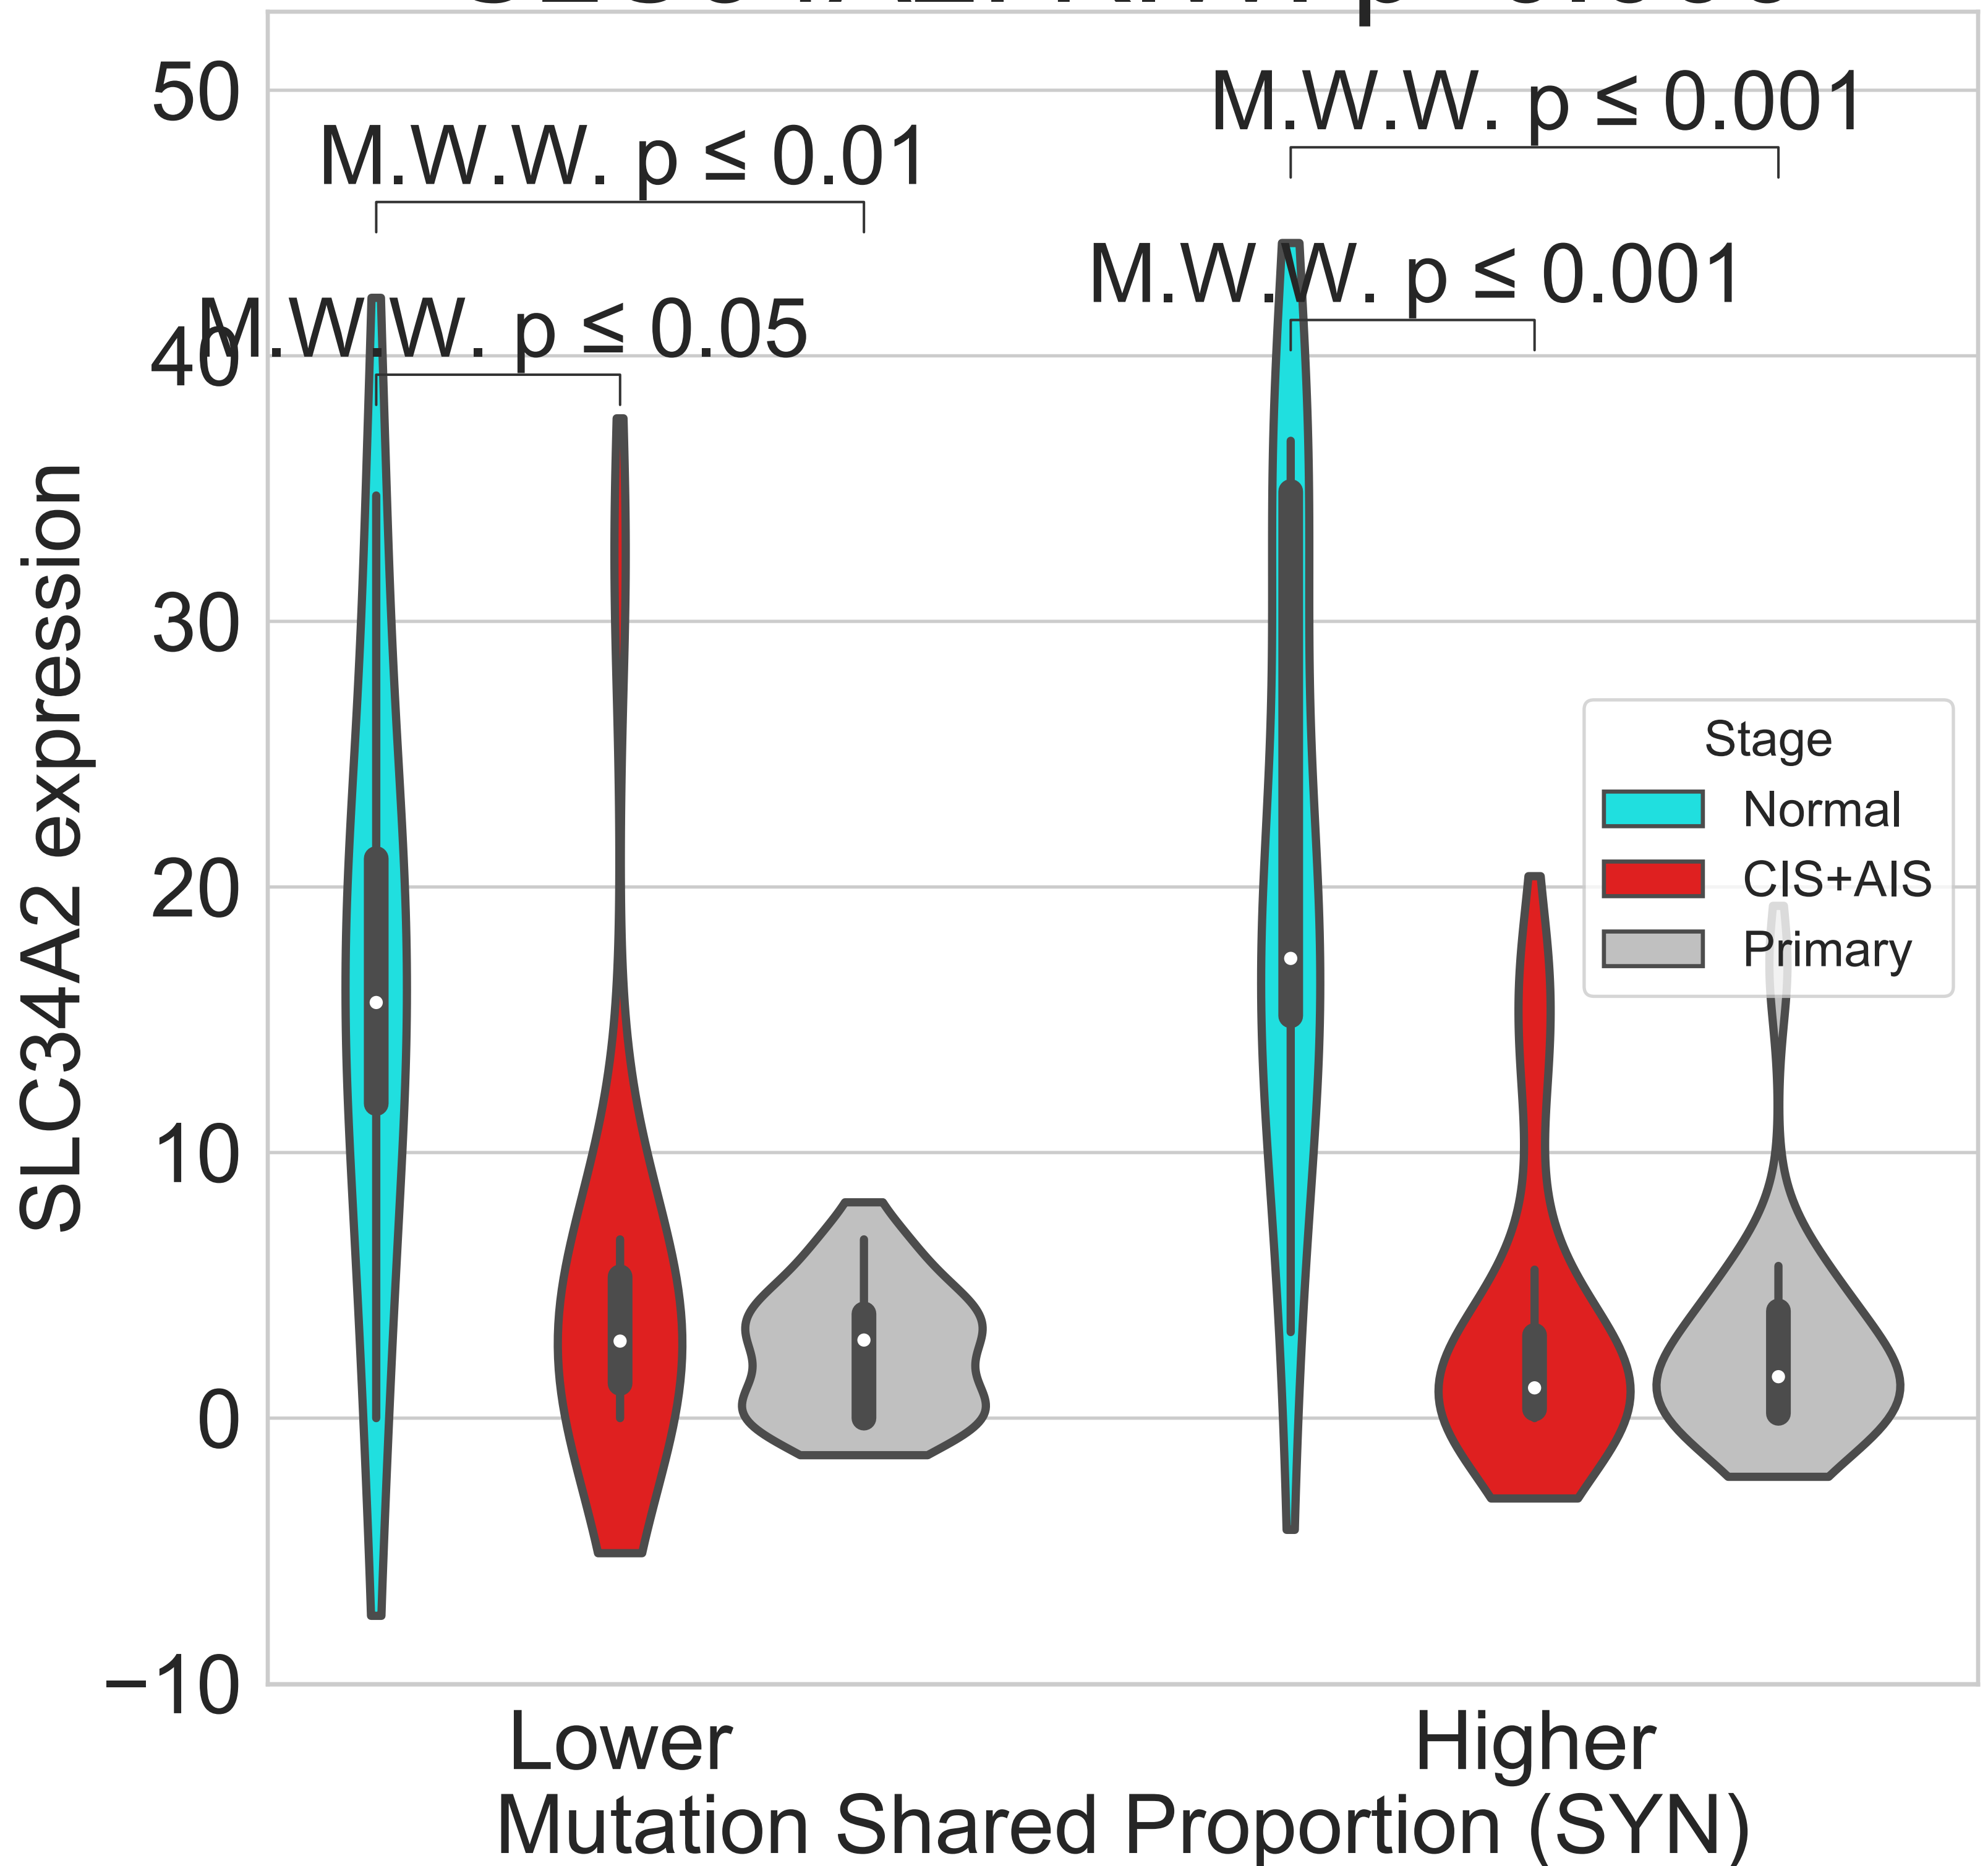 50
M.W.W. p ≤ 0.001
M.W.W. p ≤ 0.01
M.W.W. p ≤ 0.001
M.W.W. p ≤ 0.05
40
30
20
10
0
−10
SLC34A2 expression
Stage
Normal
CIS+AIS
Primary
Lower
Higher
Mutation Shared Proportion (SYN)